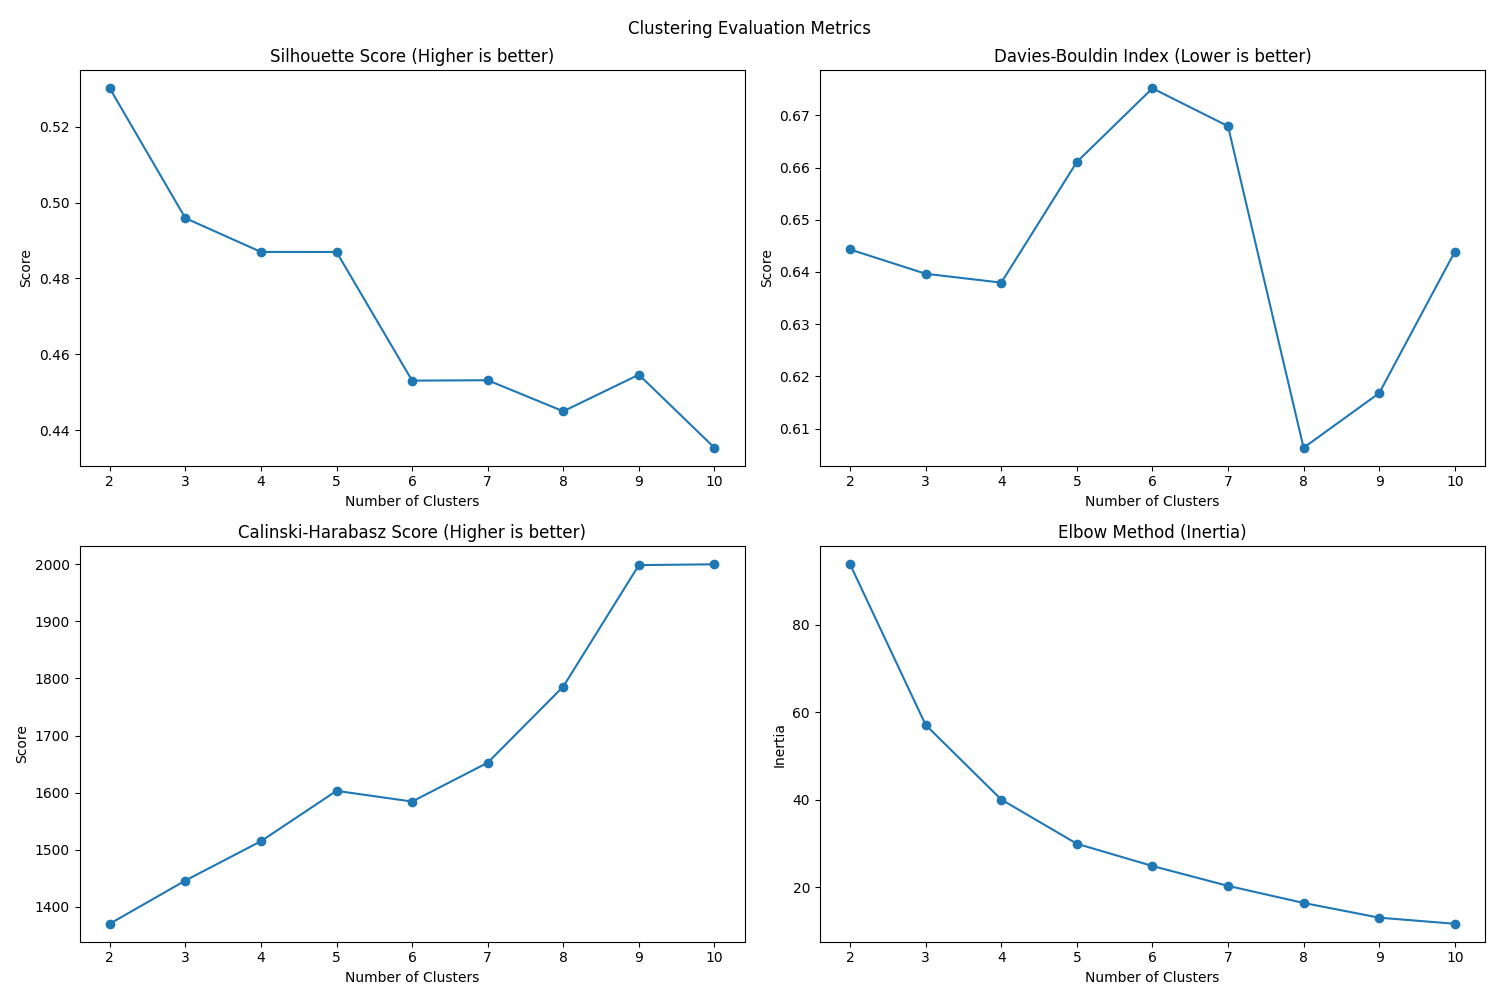 Clustering Evaluation Metrics
Silhouette Score (Higher is better)
0.52
0.50
0.48
0.46
0.44
Score
2 3 4 5 6 7 8 9 10
Number of Clusters
Davies-Bouldin Index (Lower is better)
0.67
0.66
0.65
0.64
0.63
0.62
0.61
Score
2 3 4 5 6 7 8 9 10
Number of Clusters
Calinski-Harabasz Score (Higher is better)
2000
1900
1800
1700
1600
1500
1400
Score
2 3 4 5 6 7 8 9 10
Number of Clusters
Elbow Method (Inertia)
80
60
40
20
Inertia
2 3 4 5 6 7 8 9 10
Number of Clusters